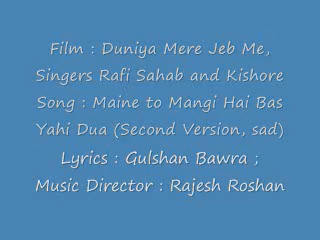 Film : Duniya Mere Jeb Me,
Singers Rafi Sahab and Kishore
Song : Maine to Mangi Hai Bas
Yahi Dua (Second Version, sad)
Lyrics : Gulshan Bawra ;
Music Director : Rajesh Roshan